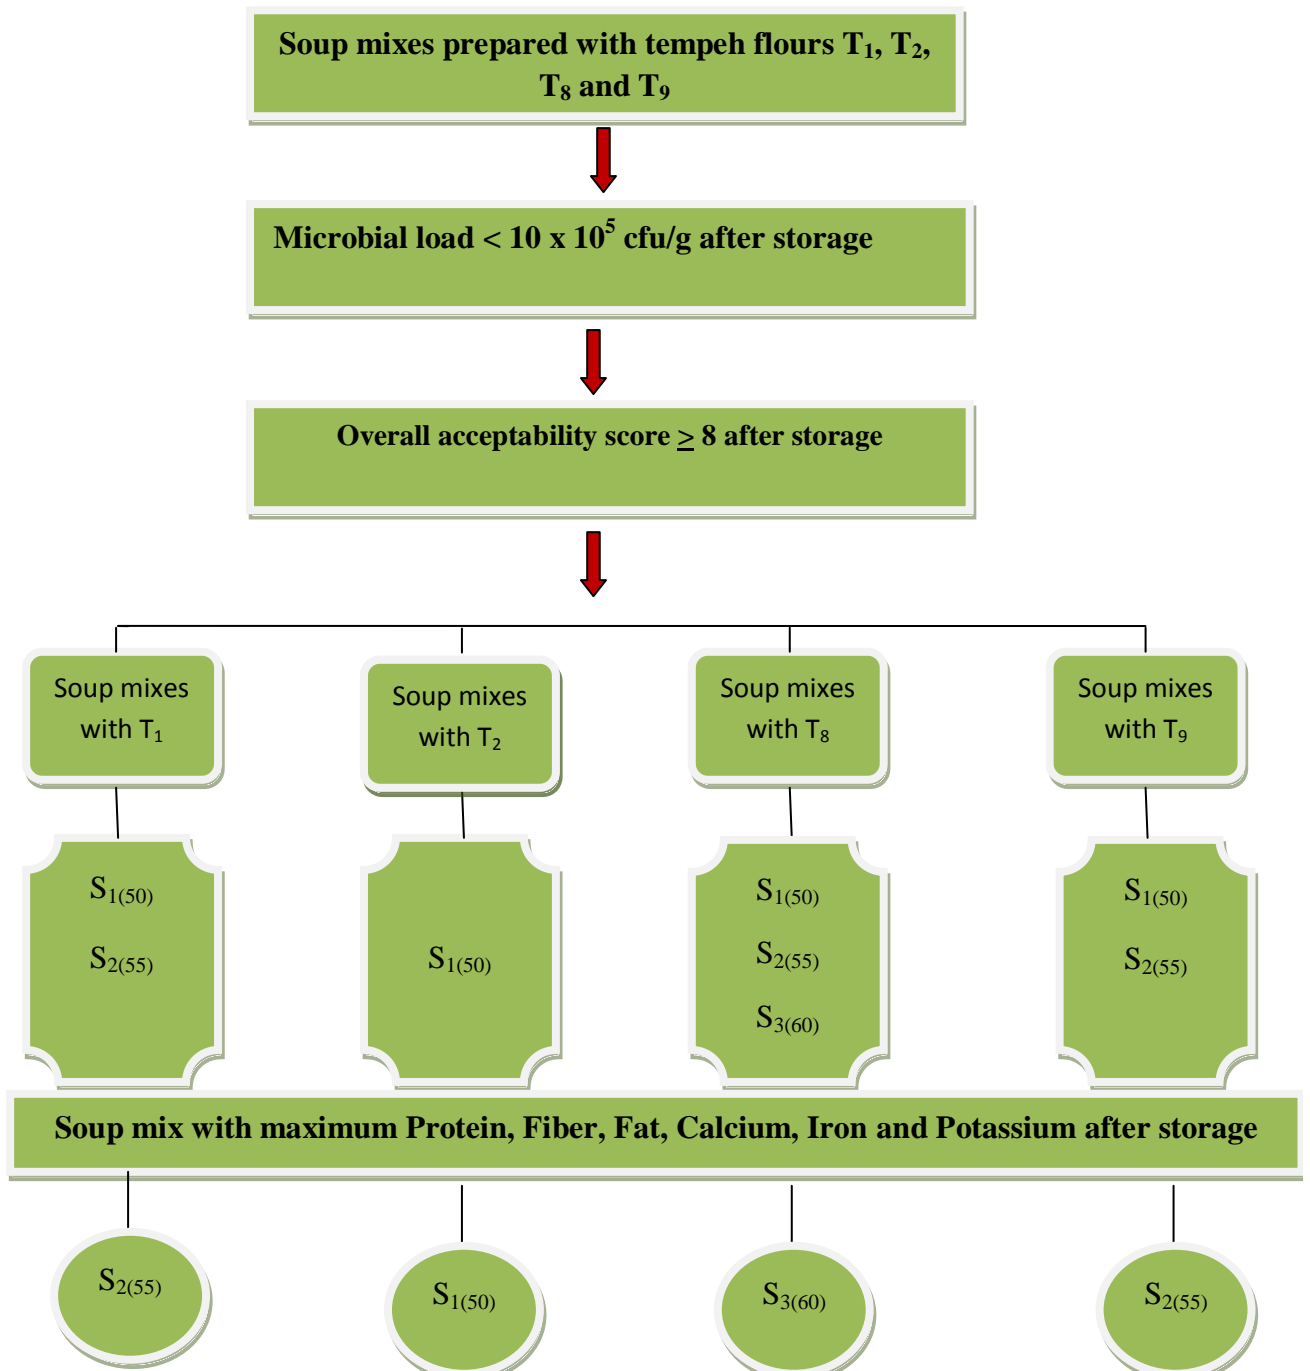 Soup mixes prepared with tempeh flours T₁, T₂,
T₈ and T₉
Microbial load < 10 x 10⁵ cfu/g after storage
Overall acceptability score ≥ 8 after storage
Soup mixes
with T₁
Soup mixes
with T₂
Soup mixes
with T₈
Soup mixes
with T₉
S₁₍₅₀₎
S₂₍₅₅₎
S₁₍₅₀₎
S₁₍₅₀₎
S₂₍₅₅₎
S₃₍₆₀₎
S₁₍₅₀₎
S₂₍₅₅₎
Soup mix with maximum Protein, Fiber, Fat, Calcium, Iron and Potassium after storage
S₂₍₅₅₎
S₁₍₅₀₎
S₃₍₆₀₎
S₂₍₅₅₎